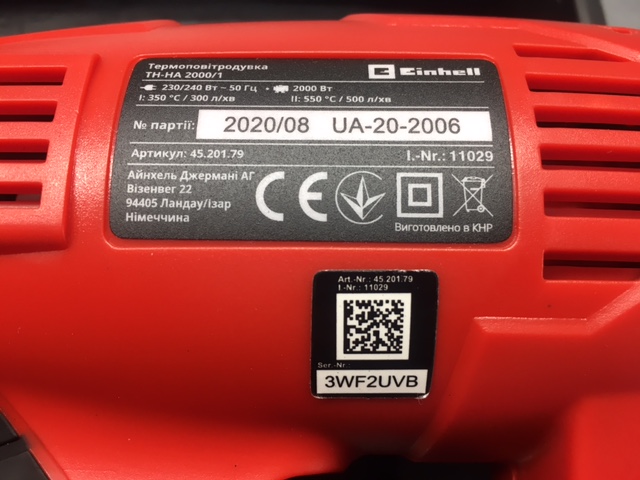 Термоповітродувка
TH-HA 2000/1
Einhell
230/240 Вт ~ 50 Гц • 2000 Вт
I: 350 °C / 300 л/хв II: 550 °C / 500 л/хв
№ партії: 2020/08 UA-20-2006
Артикул: 45.201.79 I.-Nr.: 11029
Айнхель Джермані АГ
Візенвег 22
94405 Ландау/Ізар
Німеччина
CE
Виготовлено в КНР
Art.-Nr.: 45.201.79
I.-Nr.: 11029
Ser.-Nr.:
3WF2UVB